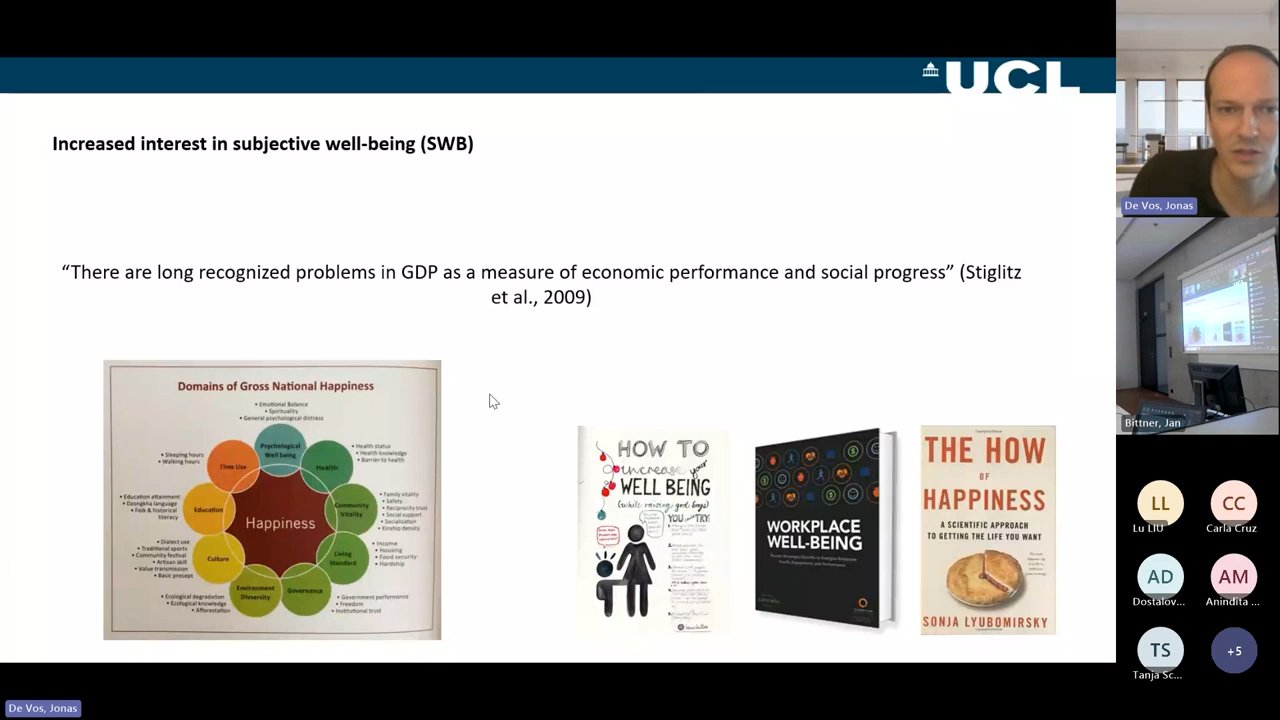 UCL
Increased interest in subjective well-being (SWB)
“There are long recognized problems in GDP as a measure of economic performance and social progress” (Stiglitz
et al., 2009)
Domains of Gross National Happiness
• Emotional Balance
• Spirituality
• General psychological distress
Psychological
Well being
• Health status
• Health knowledge
• Barrier to health
Health
• Family vitality
• Safety
• Reciprocity trust
• Social support
• Socialization
• Kinship density
Community
Vitality
• Income
• Housing
• Food security
• Hardship
Living
Standard
• Government performance
• Freedom
• Institutional trust
Governance
Environment
Diversity
• Ecological degradation
• Ecological knowledge
• Afforestation
Culture
• Dialect use
• Traditional sports
• Community festival
• Artisan skill
• Value transmission
• Basic precept
Education
• Education attainment
• Dzongkha language
• Folk & historical
literacy
Time Use
• Sleeping hours
• Walking hours
Happiness
HOW TO
increase your
WELL BEING
YOU TRY:
WORKPLACE
WELL-BEING
THE HOW
OF
HAPPINESS
A SCIENTIFIC APPROACH
TO GETTING THE LIFE YOU WANT
SONJA LYUBOMIRSKY
De Vos, Jonas
Bittner, Jan
LL
Lu LIU
CC
Carla Cruz
AD
Dostalov...
AM
Anindita ...
TS
Tanja Sc...
+5
De Vos, Jonas